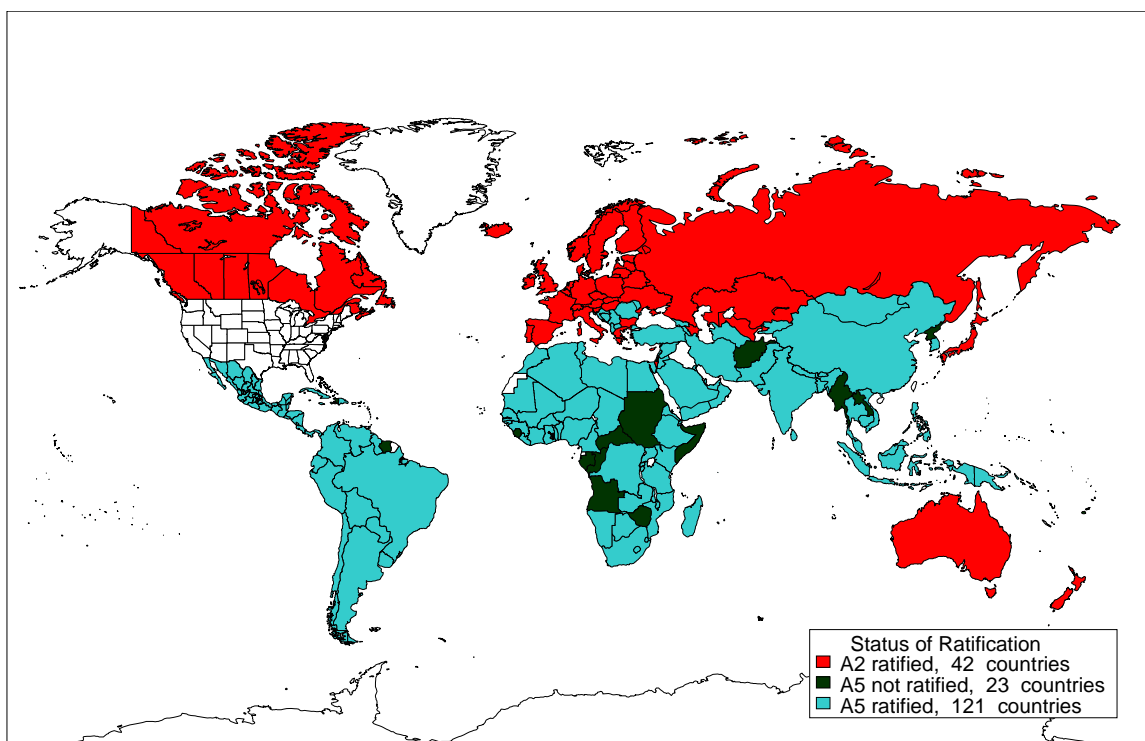 Status of Ratification
A2 ratified, 42 countries
A5 not ratified, 23 countries
A5 ratified, 121 countries